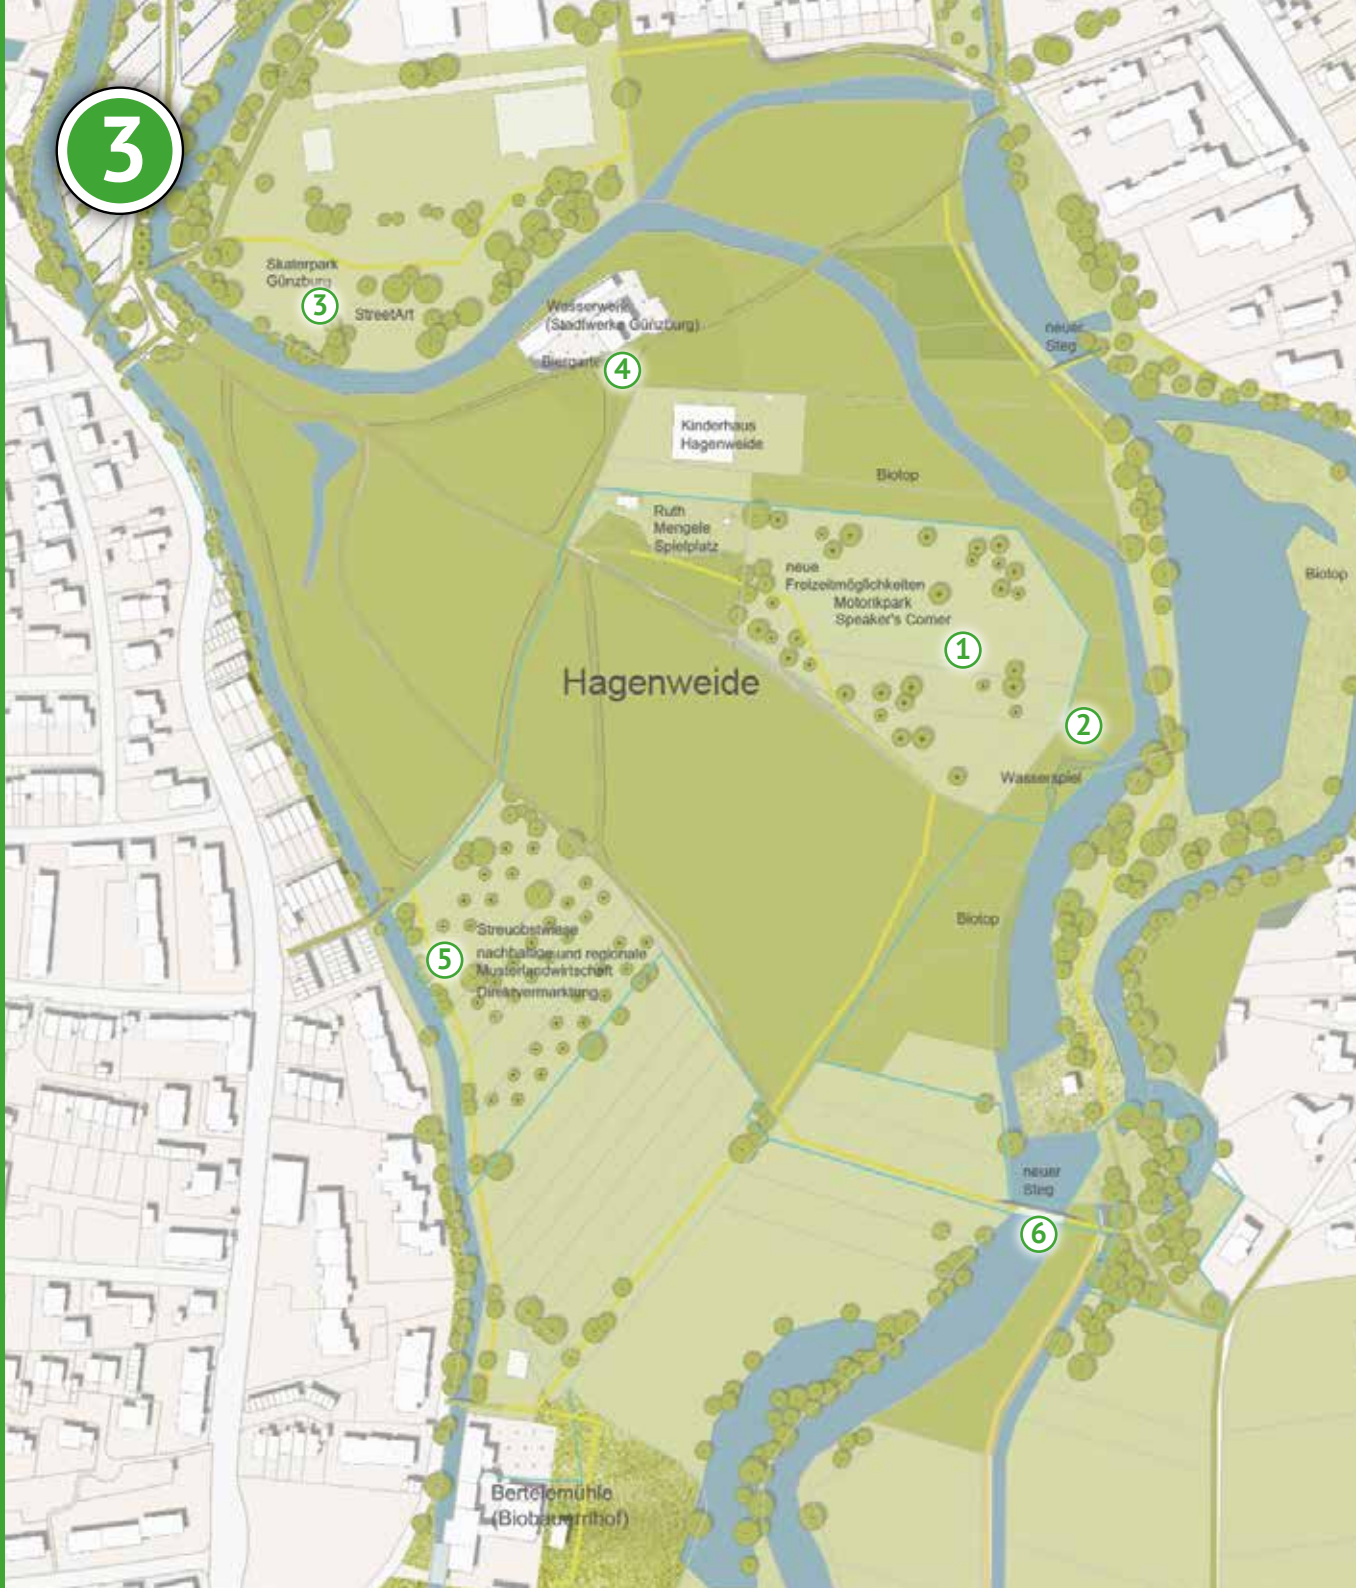 3
Skaterpark
Günzburg
3
StreetArt
Wasserwerk
(Stadtwerke Günzburg)
Biergarten
4
neuer
Steg
Kinderhaus
Hagenweide
Biotop
Ruth
Mengele
Spielplatz
neue
Freizeitmöglichkeiten
Motorikpark
Speaker's Corner
1
Biotop
Hagenweide
2
Wasserspiel
Streuobstwiese
5
nachhaltige und regionale
Musterlandwirtschaft
Direktvermarktung
Biotop
neuer
Steg
6
Bertelemühle
(Biobauernhof)